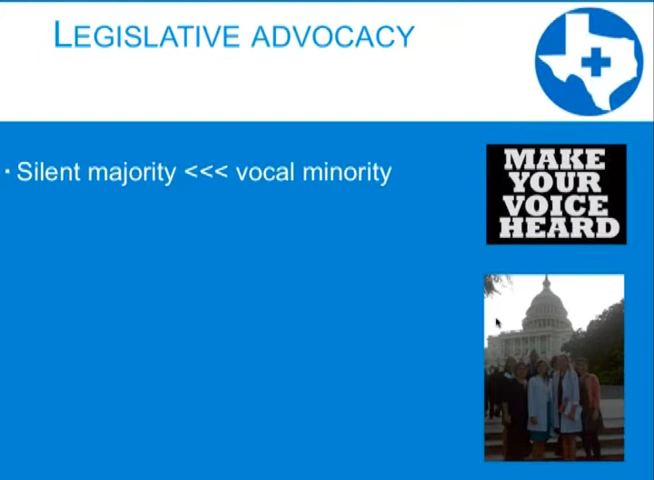 LEGISLATIVE ADVOCACY
· Silent majority <<< vocal minority
MAKE
YOUR
VOICE
HEARD